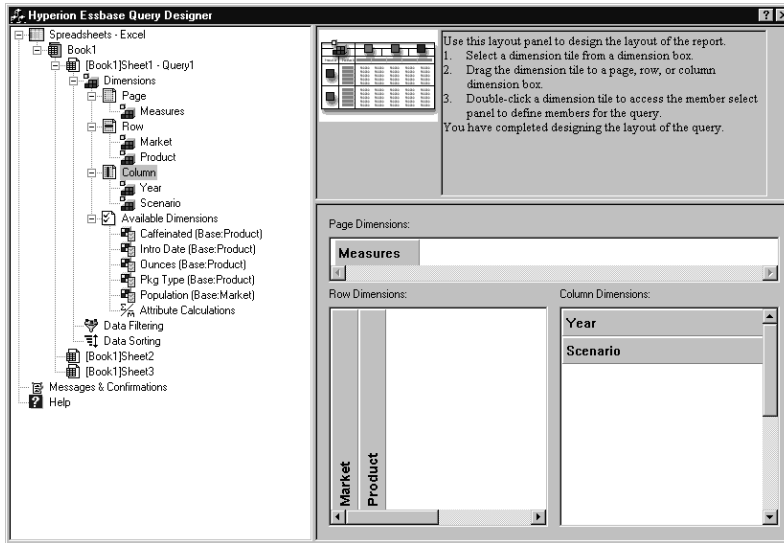 Hyperion Essbase Query Designer
Spreadsheets - Excel
Book1
[Book1]Sheet1 - Query1
Dimensions
Page
Measures
Row
Market
Product
Column
Year
Scenario
Available Dimensions
Caffeinated (Base:Product)
Intro Date (Base:Product)
Ounces (Base:Product)
Pkg Type (Base:Product)
Population (Base:Market)
Attribute Calculations
Data Filtering
Data Sorting
[Book1]Sheet2
[Book1]Sheet3
Messages & Confirmations
Help
Use this layout panel to design the layout of the report.
1. Select a dimension tile from a dimension box.
2. Drag the dimension tile to a page, row, or column
dimension box.
3. Double-click a dimension tile to access the member select
panel to define members for the query.
You have completed designing the layout of the query.
Page Dimensions:
Measures
Row Dimensions:
Market
Product
Column Dimensions:
Year
Scenario